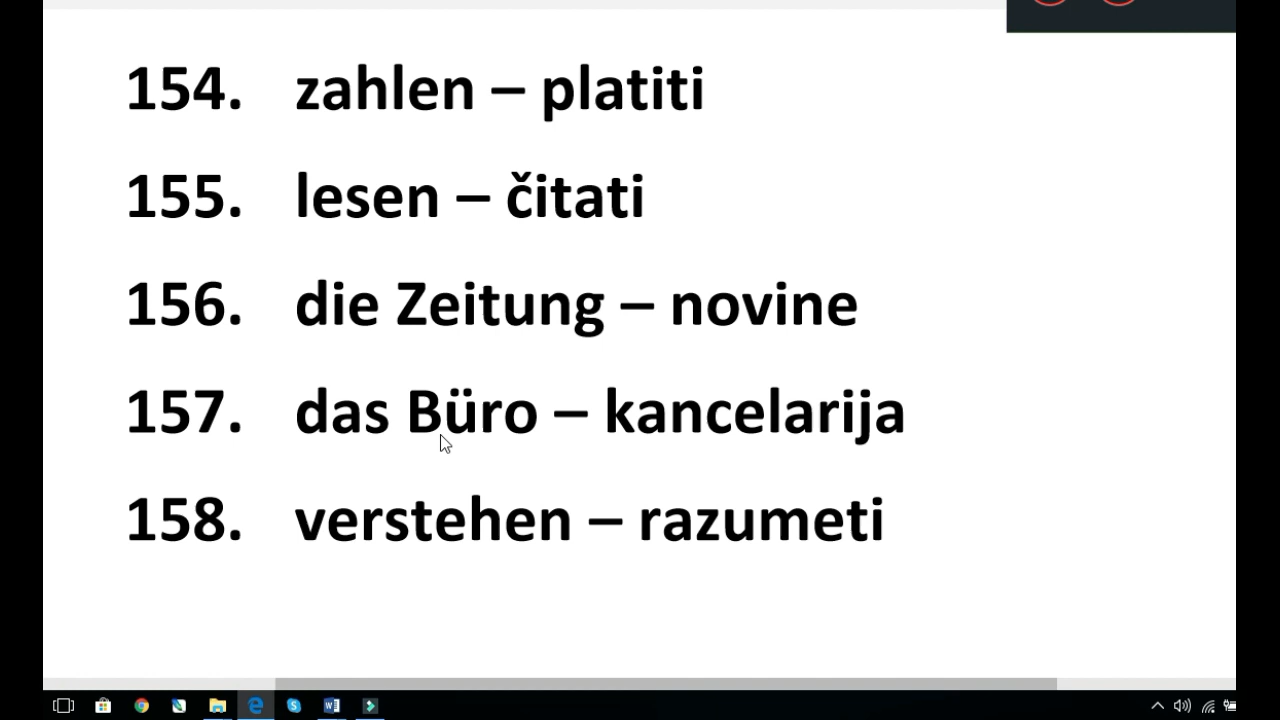 154. zahlen – platiti
155. lesen – čitati
156. die Zeitung – novine
157. das Büro – kancelarija
158. verstehen – razumeti